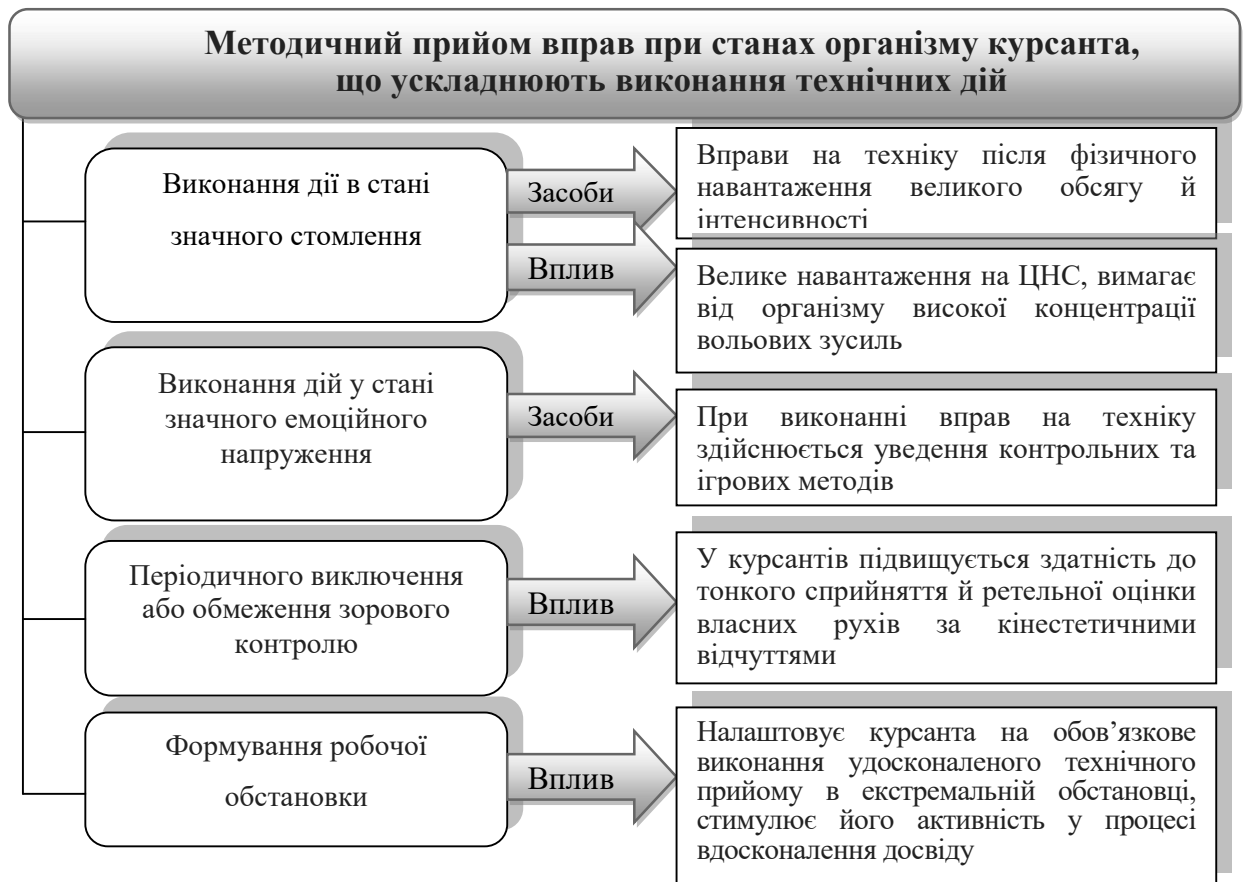 Методичний прийом вправ при станах організму курсанта,
що ускладнюють виконання технічних дій
Виконання дії в стані
значного стомлення
Засоби
Вправи на техніку після фізичного
навантаження великого обсягу й
інтенсивності
Вплив
Велике навантаження на ЦНС, вимагає
від організму високої концентрації
вольових зусиль
Виконання дій у стані
значного емоційного
напруження
Засоби
При виконанні вправ на техніку
здійснюється уведення контрольних та
ігрових методів
Періодичного виключення
або обмеження зорового
контролю
Вплив
У курсантів підвищується здатність до
тонкого сприйняття й ретельної оцінки
власних рухів за кінестетичними
відчуттями
Формування робочої
обстановки
Вплив
Налаштовує курсанта на обов’язкове
виконання удосконаленого технічного
прийому в екстремальній обстановці,
стимулює його активність у процесі
вдосконалення досвіду